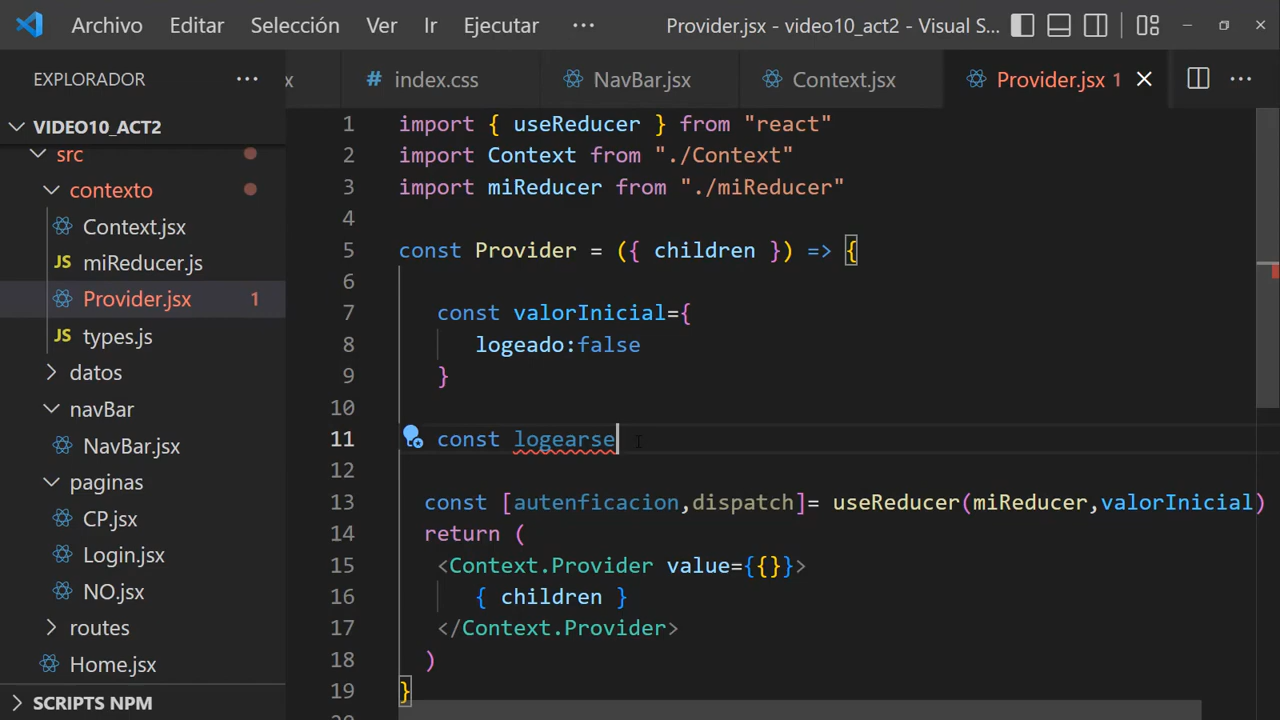 Archivo Editar Selección Ver Ir Ejecutar ··· Provider.jsx - video10_act2 - Visual S...
EXPLORADOR ···
x # index.css NavBar.jsx Context.jsx Provider.jsx 1
VIDEO10_ACT2
src
contexto
Context.jsx
JS miReducer.js
Provider.jsx 1
JS types.js
datos
navBar
NavBar.jsx
paginas
CP.jsx
Login.jsx
NO.jsx
routes
Home.jsx
SCRIPTS NPM
1 import { useReducer } from "react"
2 import Context from "./Context"
3 import miReducer from "./miReducer"
4
5 const Provider = ({ children }) => {
6
7 const valorInicial={
8 logeado:false
9 }
10
11 const logearse
12
13 const [autenficacion,dispatch]= useReducer(miReducer,valorInicial)
14 return (
15 <Context.Provider value={{}}>
16 { children }
17 </Context.Provider>
18 )
19 }